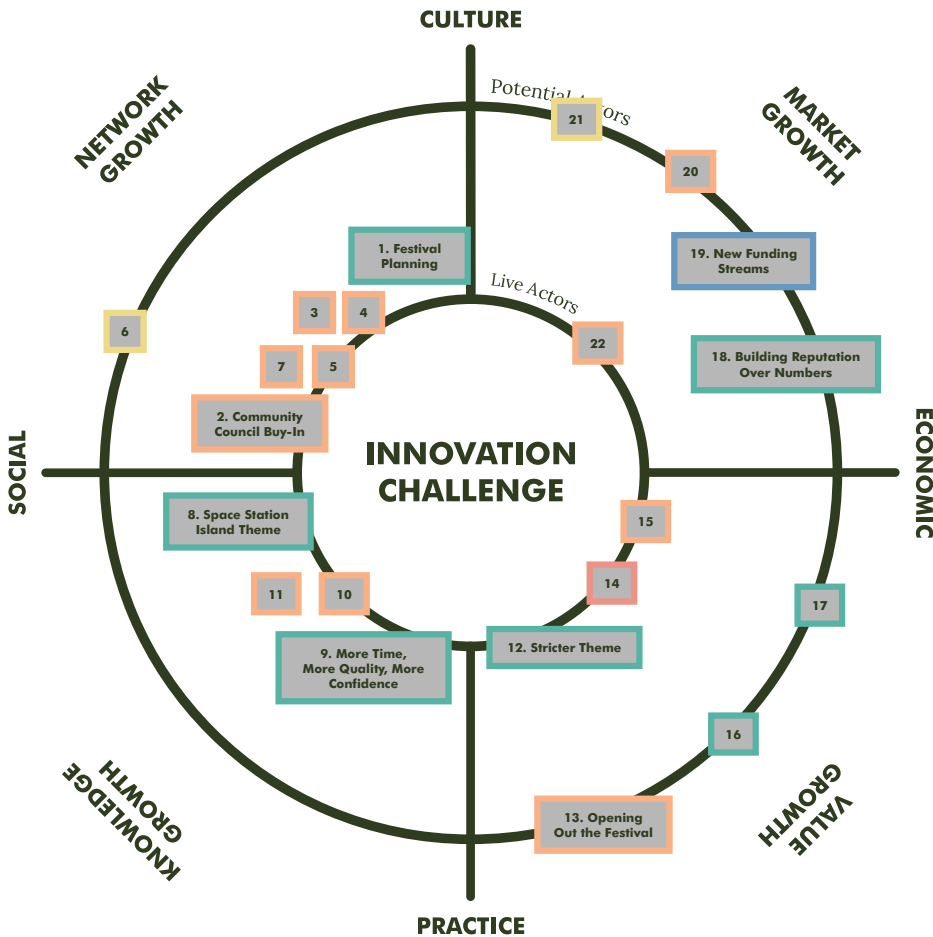 CULTURE
NETWORK
GROWTH
MARKET
GROWTH
Potential
21
20
1. Festival
Planning
19. New Funding
Streams
Live Actors
3
4
22
6
7
5
18. Building Reputation
Over Numbers
2. Community
Council Buy-In
SOCIAL
INNOVATION
CHALLENGE
ECONOMIC
8. Space Station
Island Theme
15
11
10
14
17
9. More Time,
More Quality, More
Confidence
12. Stricter Theme
16
KNOWLEDGE
GROWTH
VALUE
GROWTH
13. Opening
Out the Festival
PRACTICE